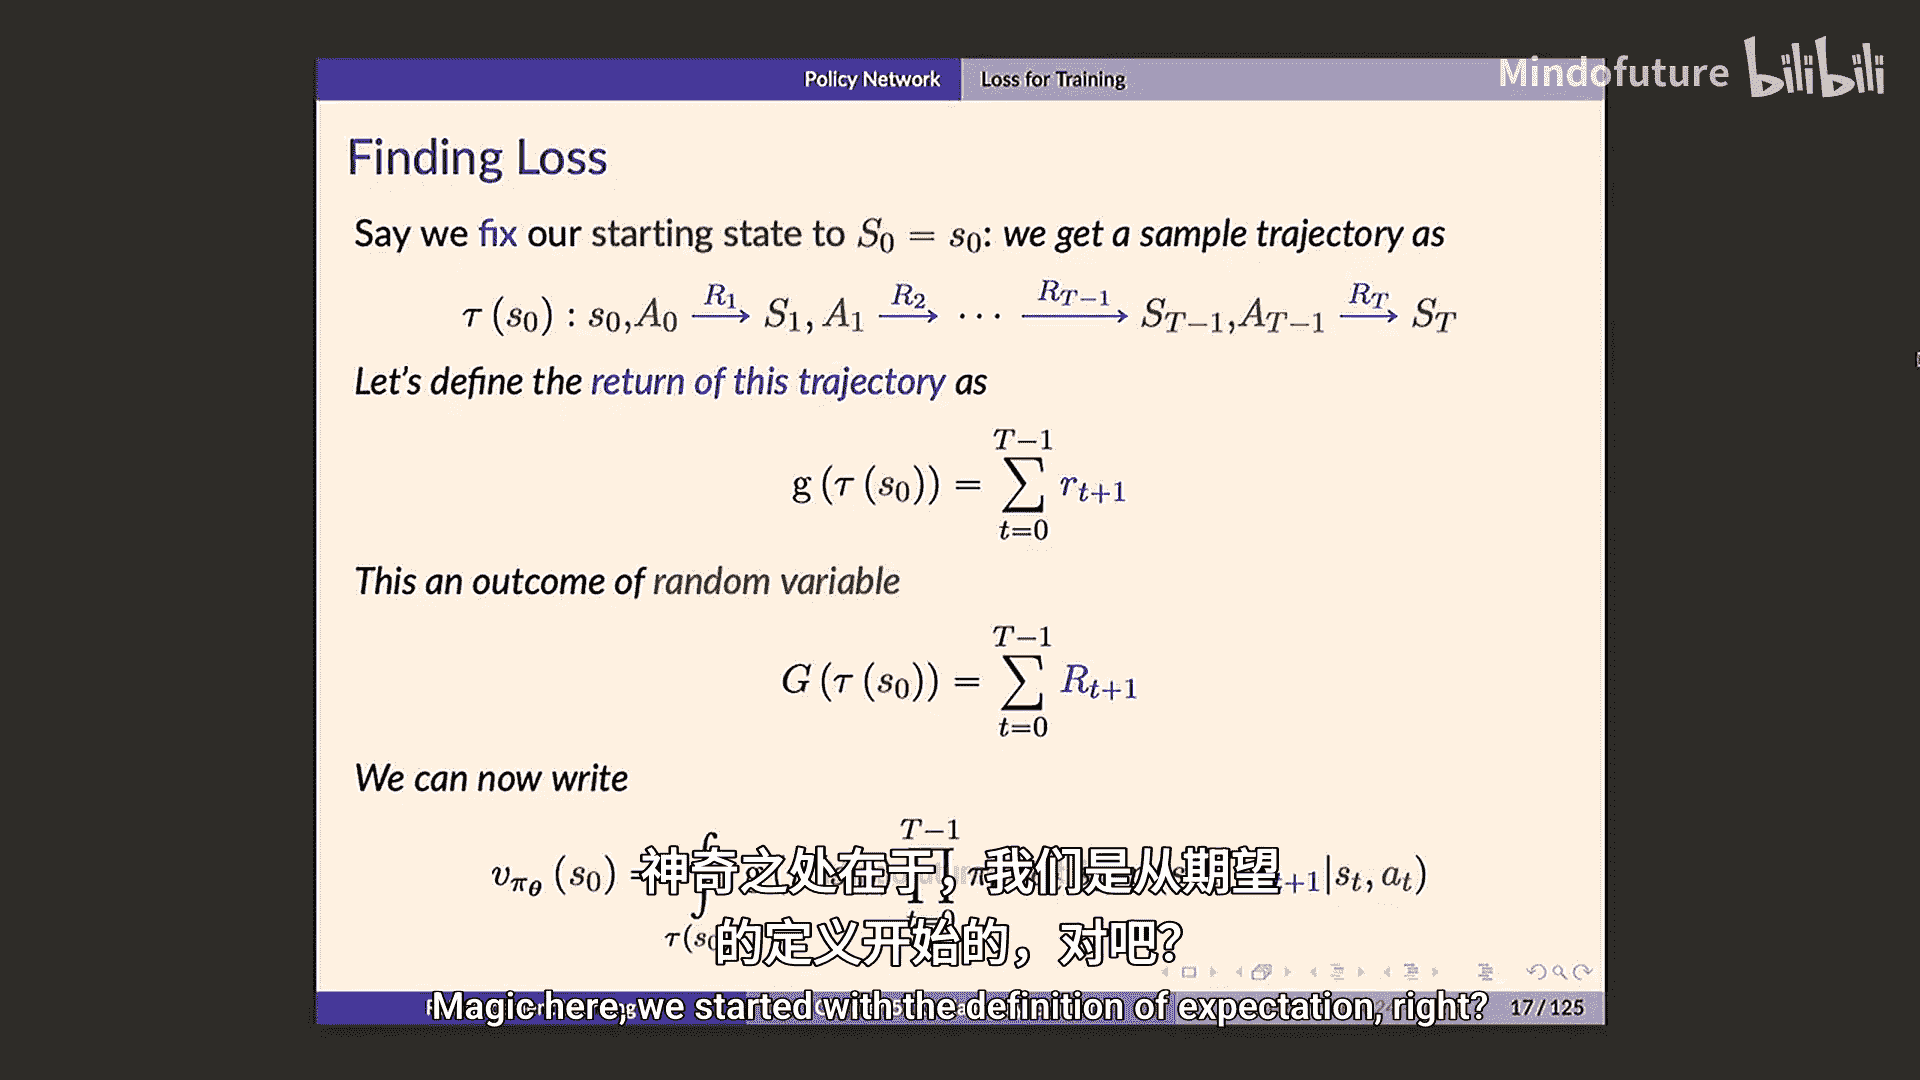 Policy Network
Loss for Training
Mindofuture bilibili
Finding Loss
Say we fix our starting state to S₀ = s₀: we get a sample trajectory as
τ (s₀) : s₀,A₀ —R₁→ S₁, A₁ —R₂→ ··· —R_{T−1}→ S_{T−1},A_{T−1} —R_T→ S_T
Let's define the return of this trajectory as
g (τ (s₀)) = ∑_{t=0}^{T−1} r_{t+1}
This an outcome of random variable
G (τ (s₀)) = ∑_{t=0}^{T−1} R_{t+1}
We can now write
v_{π_θ} (s₀) = ∫_{τ(s₀} ∏_{t=0}^{T−1} π _{t+1}|s_t, a_t)
神奇之处在于，我们是从期望
的定义开始的，对吧？
Magic here, we started with the definition of expectation, right?
17 / 125